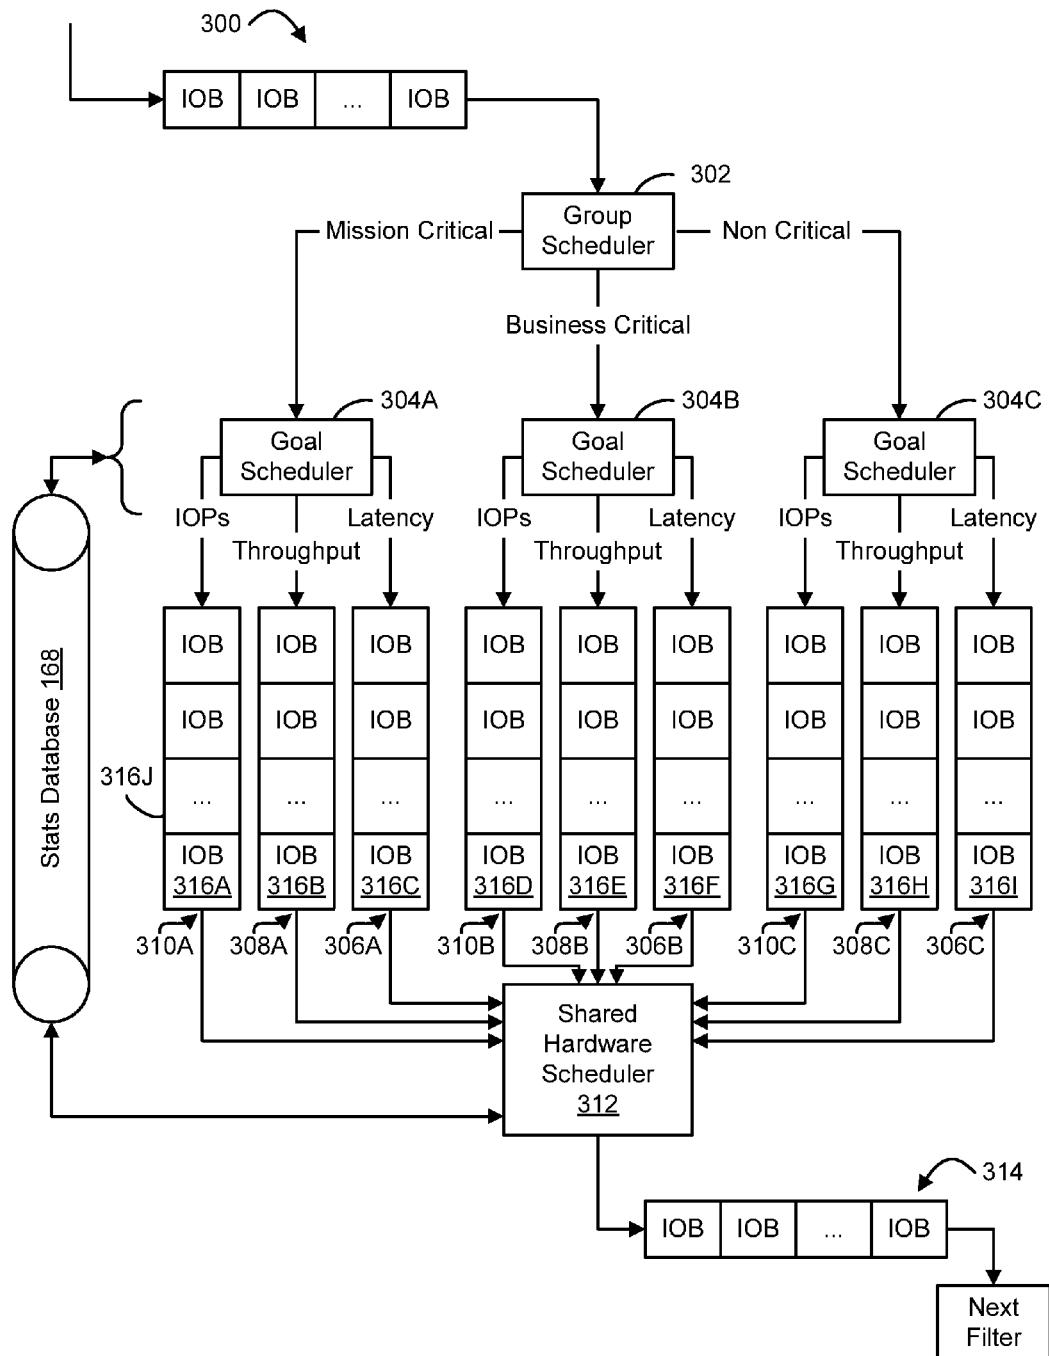 300
IOB IOB ... IOB
302
Group
Scheduler
Mission Critical
Non Critical
Business Critical
304A
304B
304C
Goal
Scheduler
Goal
Scheduler
Goal
Scheduler
IOPs
Latency
IOPs
Latency
IOPs
Latency
Throughput
Throughput
Throughput
IOB IOB IOB IOB IOB IOB IOB IOB IOB
IOB IOB IOB IOB IOB IOB IOB IOB IOB
316J
... ... ... ... ... ... ... ... ...
IOB IOB IOB IOB IOB IOB IOB IOB IOB
316A 316B 316C 316D 316E 316F 316G 316H 316I
310A 308A 306A 310B 308B 306B 310C 308C 306C
Stats Database 168
Shared
Hardware
Scheduler
312
314
IOB IOB ... IOB
Next
Filter